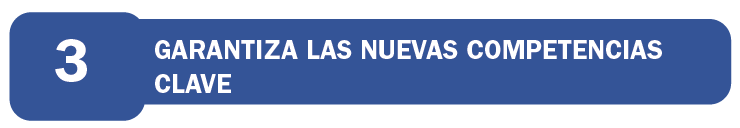 3
GARANTIZA LAS NUEVAS COMPETENCIAS
CLAVE